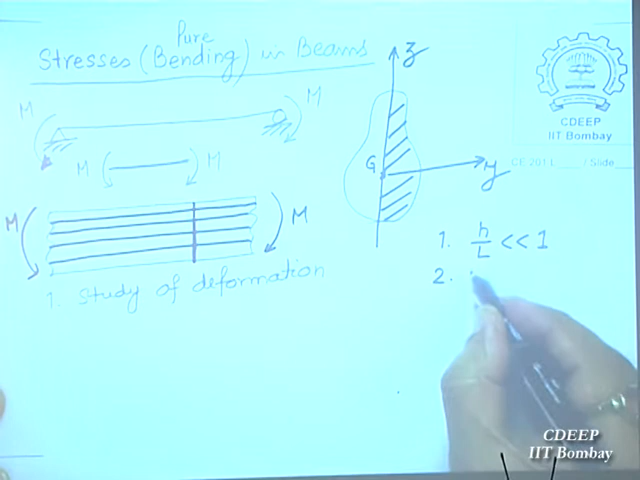 Pure
Stresses (Bending) in Beams
M
M
M
M
M
M
1. Study of deformation
z
G
y
CDEEP
IIT Bombay
CE 201 L / Slide
1. h/L << 1
2.
CDEEP
IIT Bombay